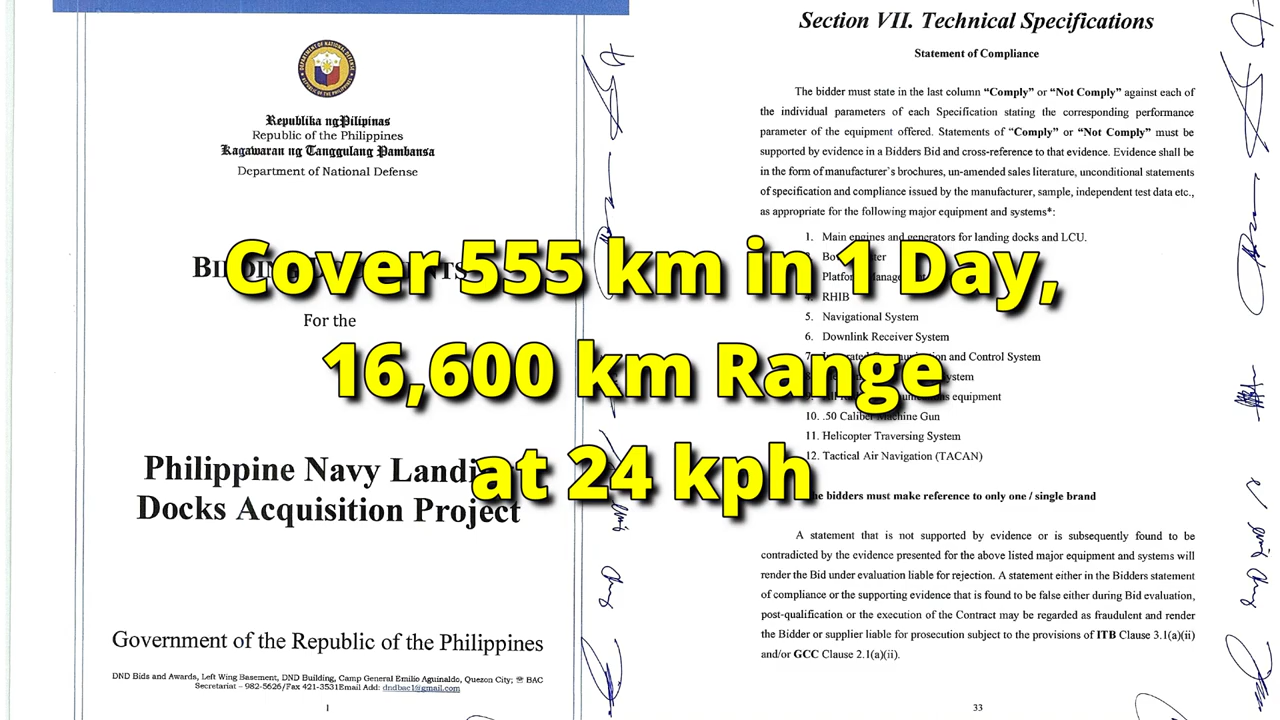 Republika ng Pilipinas
Republic of the Philippines
Kagawaran ng Tanggulang Pambansa
Department of National Defense
For the
Philippine Navy
Docks Acquisition Project
Government of the Republic of the Philippines
DND Bids and Awards, Left Wing Basement, DND Building, Camp General Emilio Aguinaldo, Quezon City; ☏ BAC
Secretariat – 982-5626/Fax 421-3531Email Add: dndbac1@gmail.com
1
Section VII. Technical Specifications
Statement of Compliance
The bidder must state in the last column “Comply” or “Not Comply” against each of
the individual parameters of each Specification stating the corresponding performance
parameter of the equipment offered. Statements of “Comply” or “Not Comply” must be
supported by evidence in a Bidders Bid and cross-reference to that evidence. Evidence shall be
in the form of manufacturer’s brochures, un-amended sales literature, unconditional statements
of specification and compliance issued by the manufacturer, sample, independent test data etc.,
as appropriate for the following major equipment and systems*:
1. Main engines and generators for landing docks and LCU.
4. RHIB
5. Navigational System
6. Downlink Receiver System
7. and Control System
System
equipment
10. .50 Caliber Machine Gun
11. Helicopter Traversing System
12. Tactical Air Navigation (TACAN)
bidders must make reference to only one / single brand
A statement that is not supported by evidence or is subsequently found to be
contradicted by the evidence presented for the above listed major equipment and systems will
render the Bid under evaluation liable for rejection. A statement either in the Bidders statement
of compliance or the supporting evidence that is found to be false either during Bid evaluation,
post-qualification or the execution of the Contract may be regarded as fraudulent and render
the Bidder or supplier liable for prosecution subject to the provisions of ITB Clause 3.1(a)(ii)
and/or GCC Clause 2.1(a)(ii).
33
Cover 555 km in 1 Day,
16,600 km Range
at 24 kph